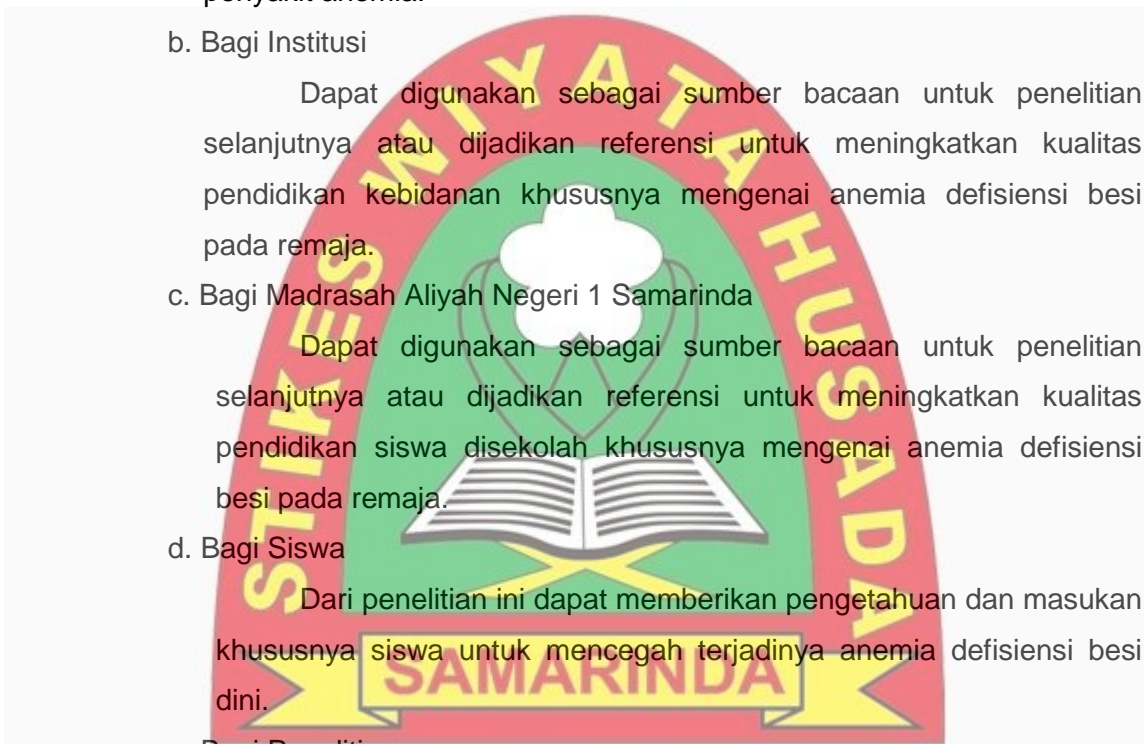 penyakit anemia.
b. Bagi Institusi
Dapat digunakan sebagai sumber bacaan untuk penelitian
selanjutnya atau dijadikan referensi untuk meningkatkan kualitas
pendidikan kebidanan khususnya mengenai anemia defisiensi besi
pada remaja.
c. Bagi Madrasah Aliyah Negeri 1 Samarinda
Dapat digunakan sebagai sumber bacaan untuk penelitian
selanjutnya atau dijadikan referensi untuk meningkatkan kualitas
pendidikan siswa disekolah khususnya mengenai anemia defisiensi
besi pada remaja.
d. Bagi Siswa
Dari penelitian ini dapat memberikan pengetahuan dan masukan
khususnya siswa untuk mencegah terjadinya anemia defisiensi besi
dini.
STIKES WIYATA HUSADA
SAMARINDA